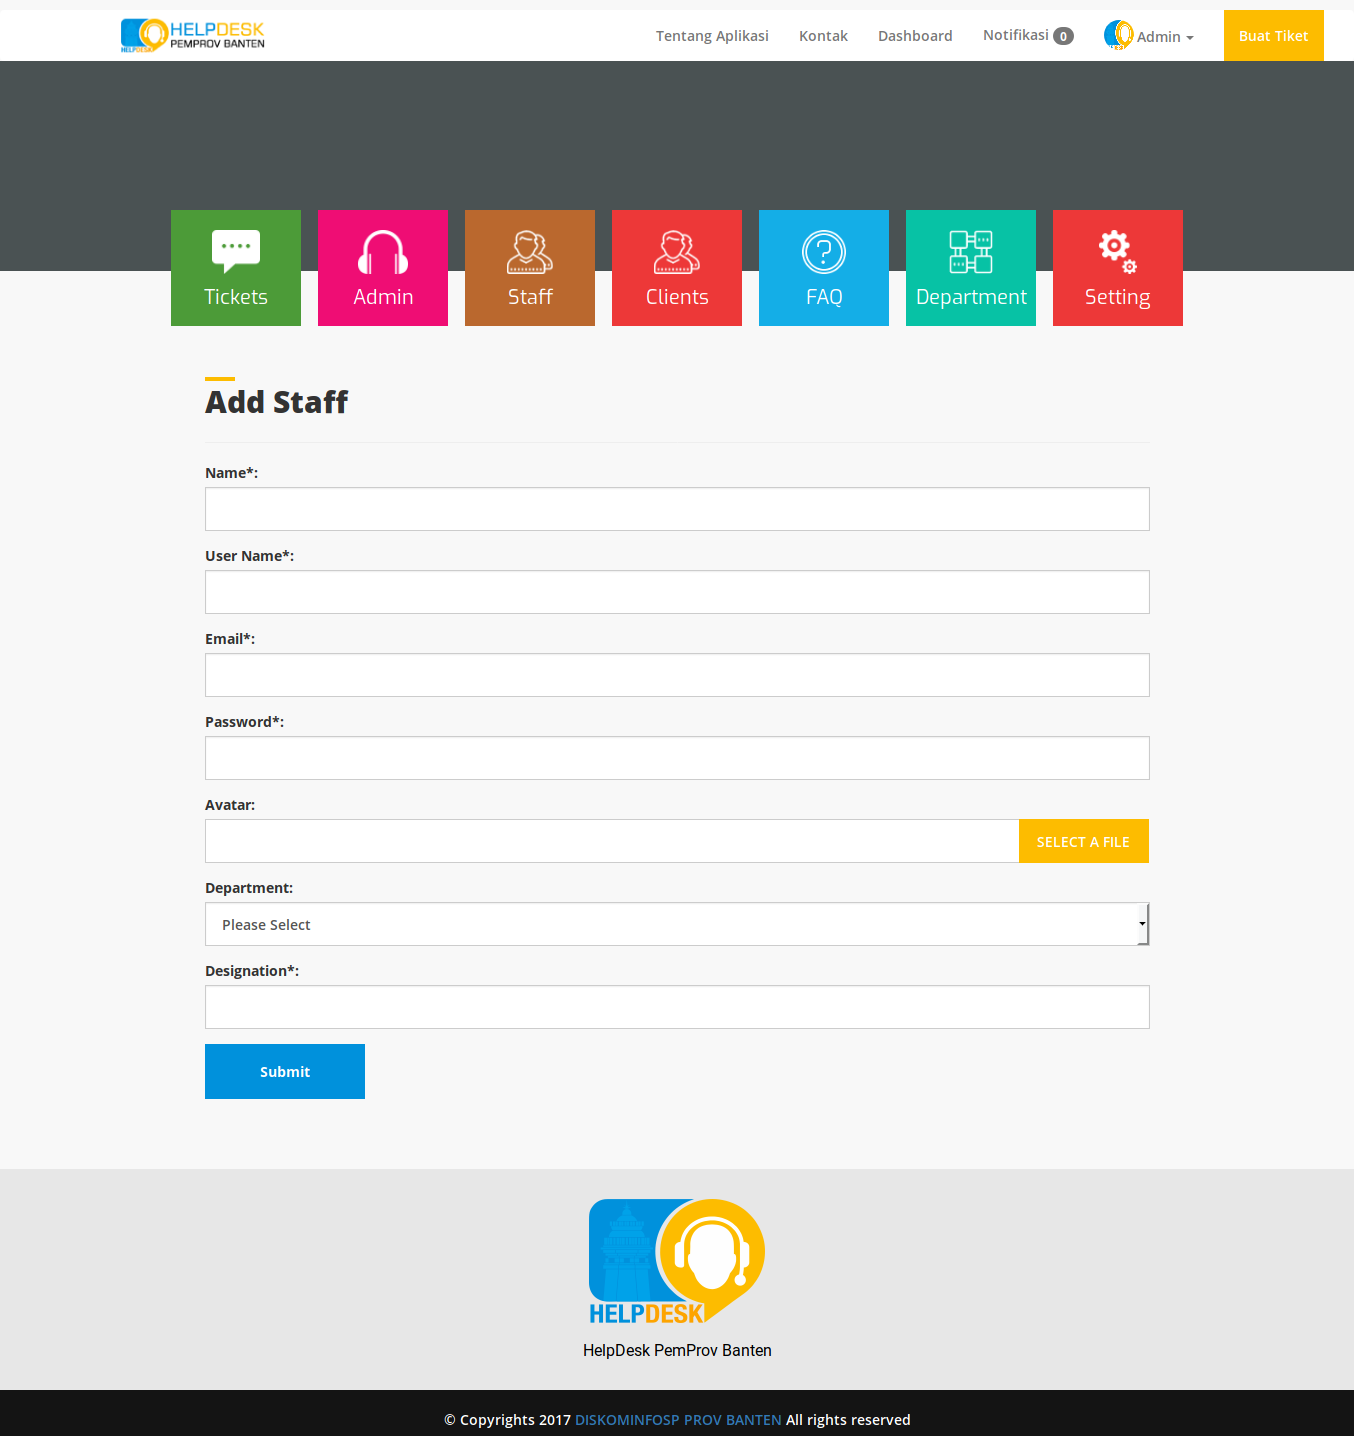 HELPDESK
PEMPROV BANTEN
HELPDESK
Tentang Aplikasi
Kontak
Dashboard
Notifikasi 0
Admin
Buat Tiket
Tickets
Admin
Staff
Clients
FAQ
Department
Setting
Add Staff
Name*:
User Name*:
Email*:
Password*:
Avatar:
SELECT A FILE
Department:
Please Select
Designation*:
Submit
HELPDESK
HelpDesk PemProv Banten
© Copyrights 2017 DISKOMINFOSP PROV BANTEN All rights reserved